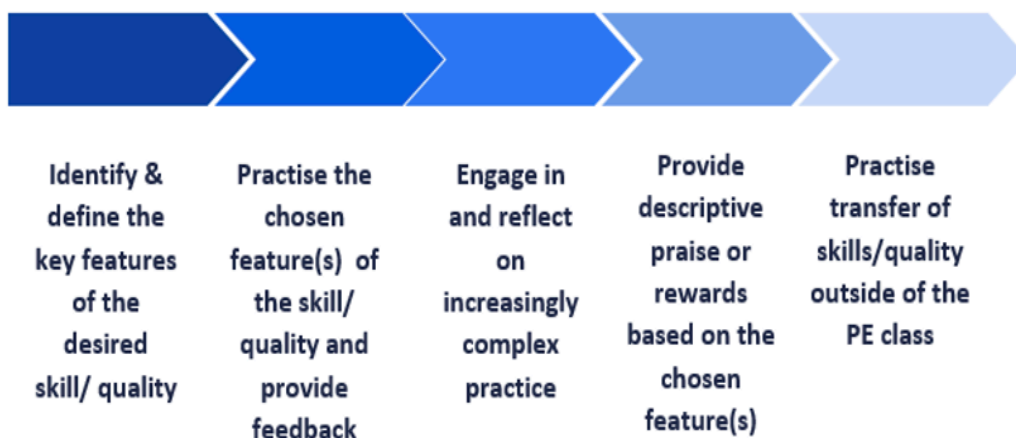 Identify &
define the
key features
of the
desired
skill/ quality
Practise the
chosen
feature(s) of
the skill/
quality and
provide
feedback
Engage in
and reflect
on
increasingly
complex
practice
Provide
descriptive
praise or
rewards
based on the
chosen
feature(s)
Practise
transfer of
skills/quality
outside of the
PE class